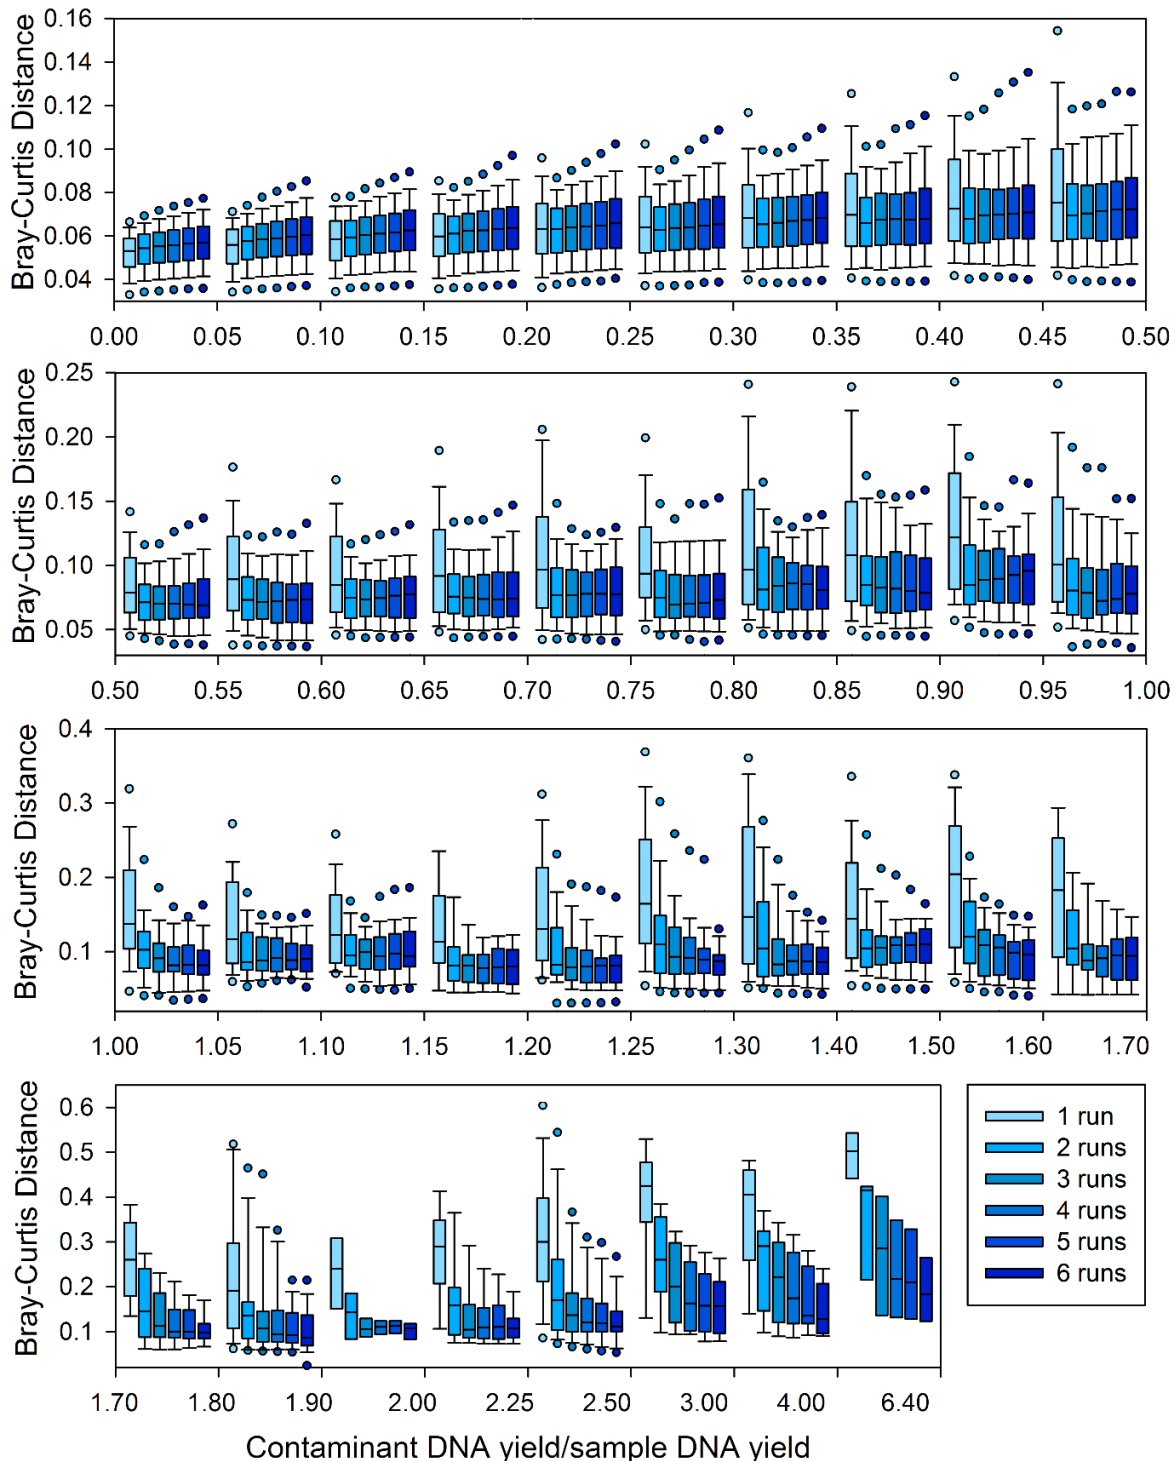 0.16
0.14
0.12
0.10
0.08
0.06
0.04
Bray-Curtis Distance
0.00 0.10 0.15 0.20 0.25 0.30 0.35 0.40 0.45 0.50
0.25
0.20
0.15
0.10
0.05
Bray-Curtis Distance
0.50 0.55 0.60 0.65 0.70 0.75 0.80 0.85 0.90 0.95 1.00
0.4
0.3
0.2
0.1
Bray-Curtis Distance
1.00 1.05 1.10 1.15 1.20 1.25 1.30 1.40 1.50 1.60 1.70
0.6
0.5
0.4
0.3
0.2
0.1
Bray-Curtis Distance
1.70 1.80 1.90 2.00 2.25 2.50 3.00 4.00 6.40
Contaminant DNA yield/sample DNA yield
1 run
2 runs
3 runs
4 runs
5 runs
6 runs